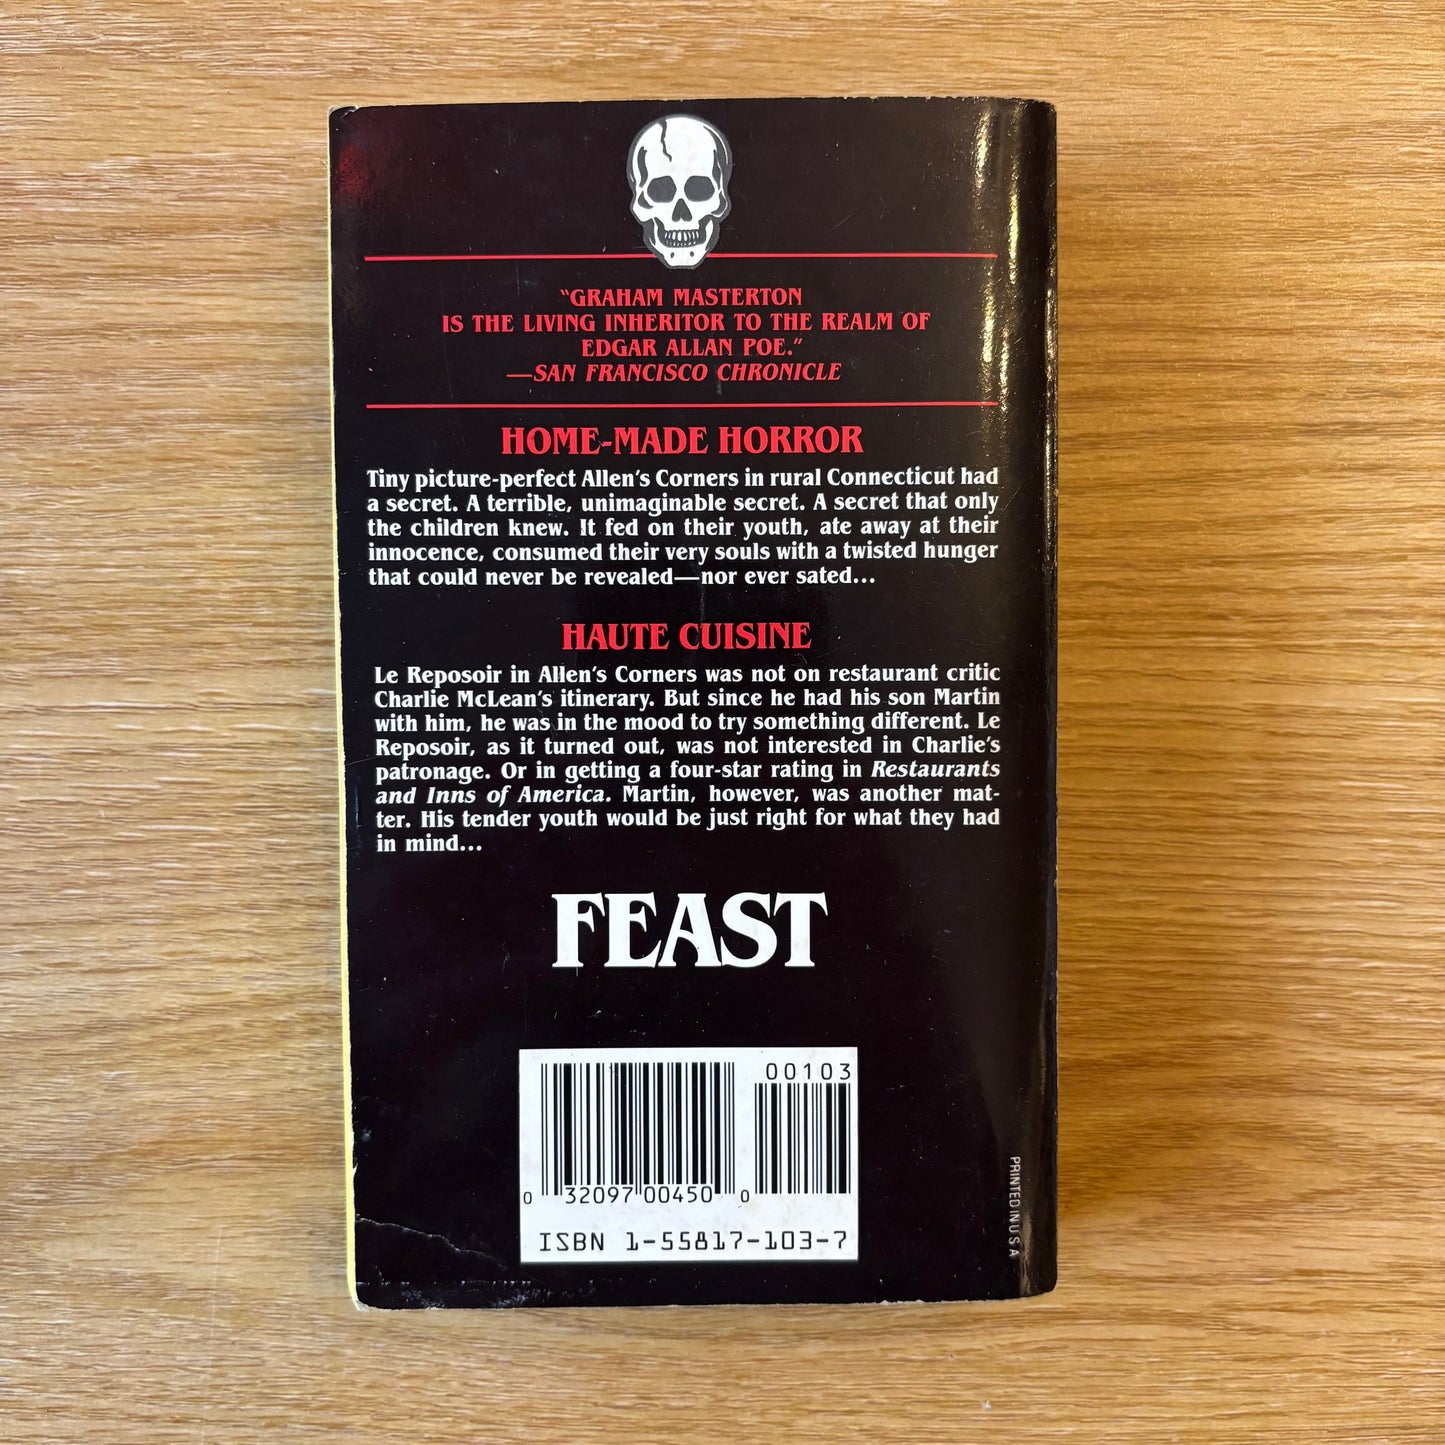 “GRAHAM MASTERTON
IS THE LIVING INHERITOR TO THE REALM OF
EDGAR ALLAN POE.”
—SAN FRANCISCO CHRONICLE
HOME-MADE HORROR
Tiny picture-perfect Allen's Corners in rural Connecticut had
a secret. A terrible, unimaginable secret. A secret that only
the children knew. It fed on their youth, ate away at their
innocence, consumed their very souls with a twisted hunger
that could never be revealed—nor ever sated...
HAUTE CUISINE
Le Reposoir in Allen's Corners was not on restaurant critic
Charlie McLean's itinerary. But since he had his son Martin
with him, he was in the mood to try something different. Le
Reposoir, as it turned out, was not interested in Charlie's
patronage. Or in getting a four-star rating in Restaurants
and Inns of America. Martin, however, was another mat-
ter. His tender youth would be just right for what they had
in mind...
FEAST
00103
0 32097 00450 0
ISBN 1-55817-103-7
PRINTED IN U S A